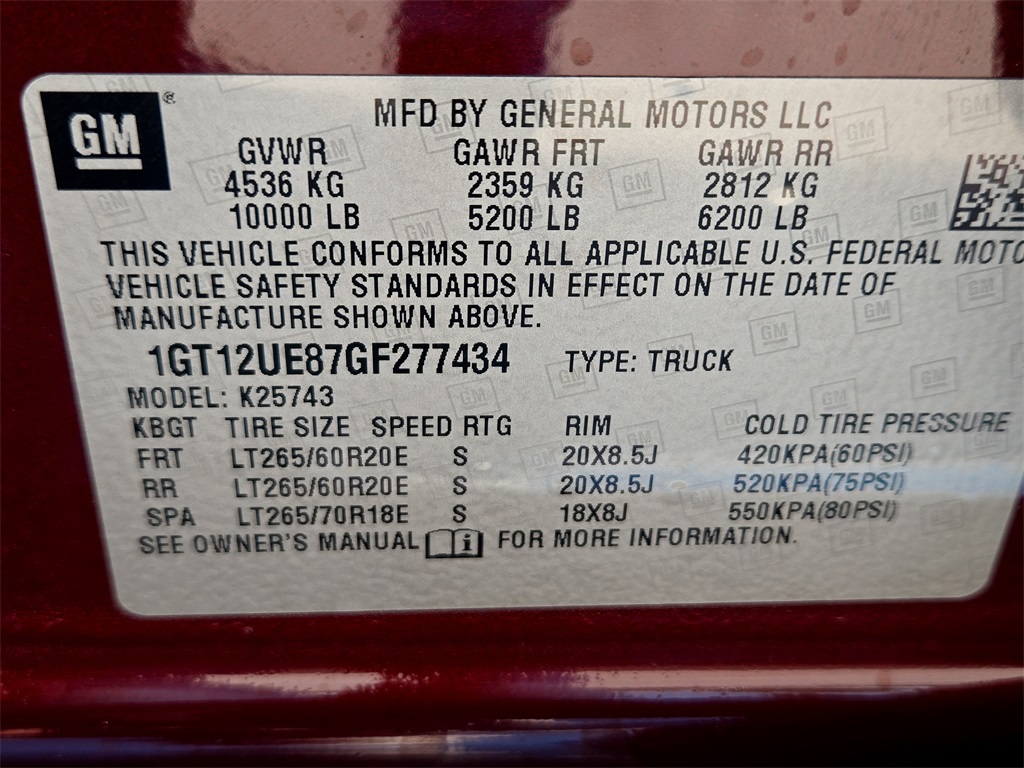 GM ®
MFD BY GENERAL MOTORS LLC
GVWR GAWR FRT GAWR RR
4536 KG 2359 KG 2812 KG
10000 LB 5200 LB 6200 LB
THIS VEHICLE CONFORMS TO ALL APPLICABLE U.S. FEDERAL MOTO
VEHICLE SAFETY STANDARDS IN EFFECT ON THE DATE OF
MANUFACTURE SHOWN ABOVE.
1GT12UE87GF277434 TYPE: TRUCK
MODEL: K25743
KBGT TIRE SIZE SPEED RTG RIM COLD TIRE PRESSURE
FRT LT265/60R20E S 20X8.5J 420KPA(60PSI)
RR LT265/60R20E S 20X8.5J 520KPA(75PSI)
SPA LT265/70R18E S 18X8J 550KPA(80PSI)
SEE OWNER'S MANUAL i FOR MORE INFORMATION.